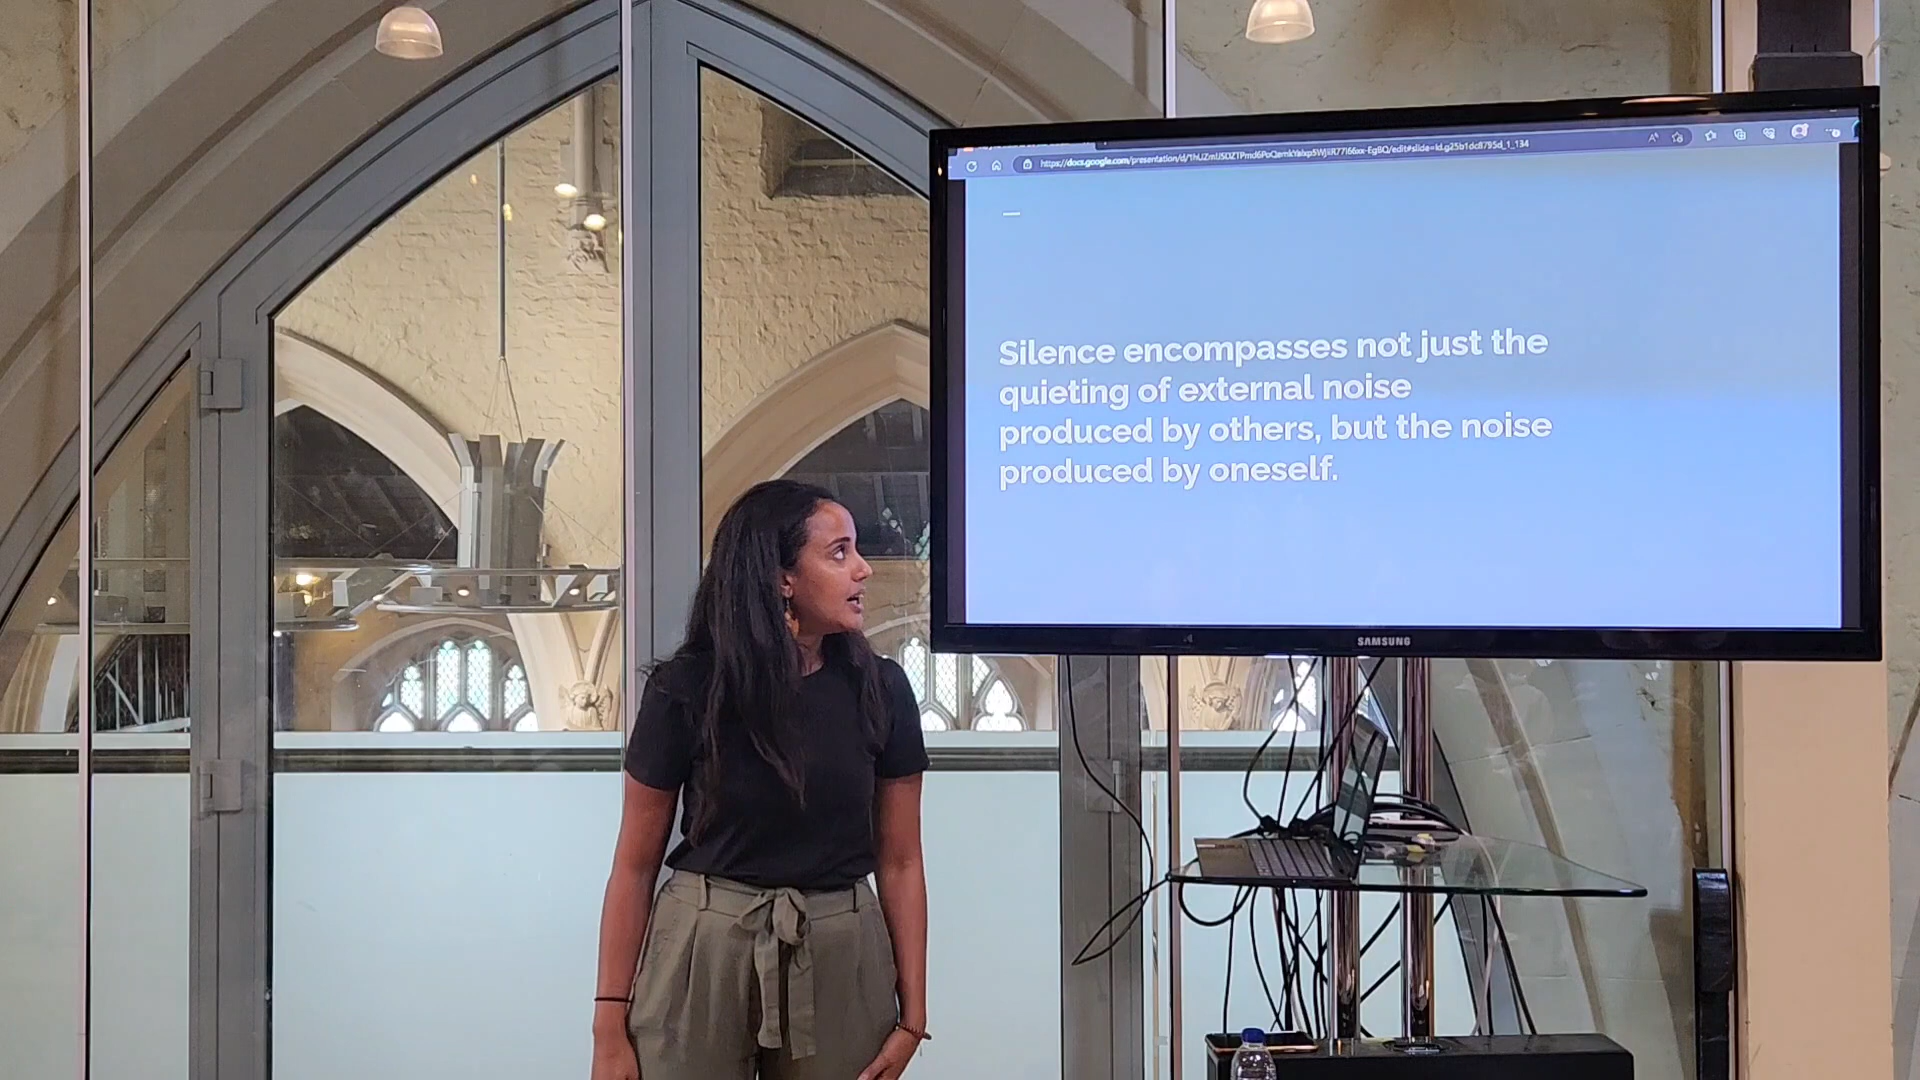 Silence encompasses not just the
quieting of external noise
produced by others, but the noise
produced by oneself.
SAMSUNG